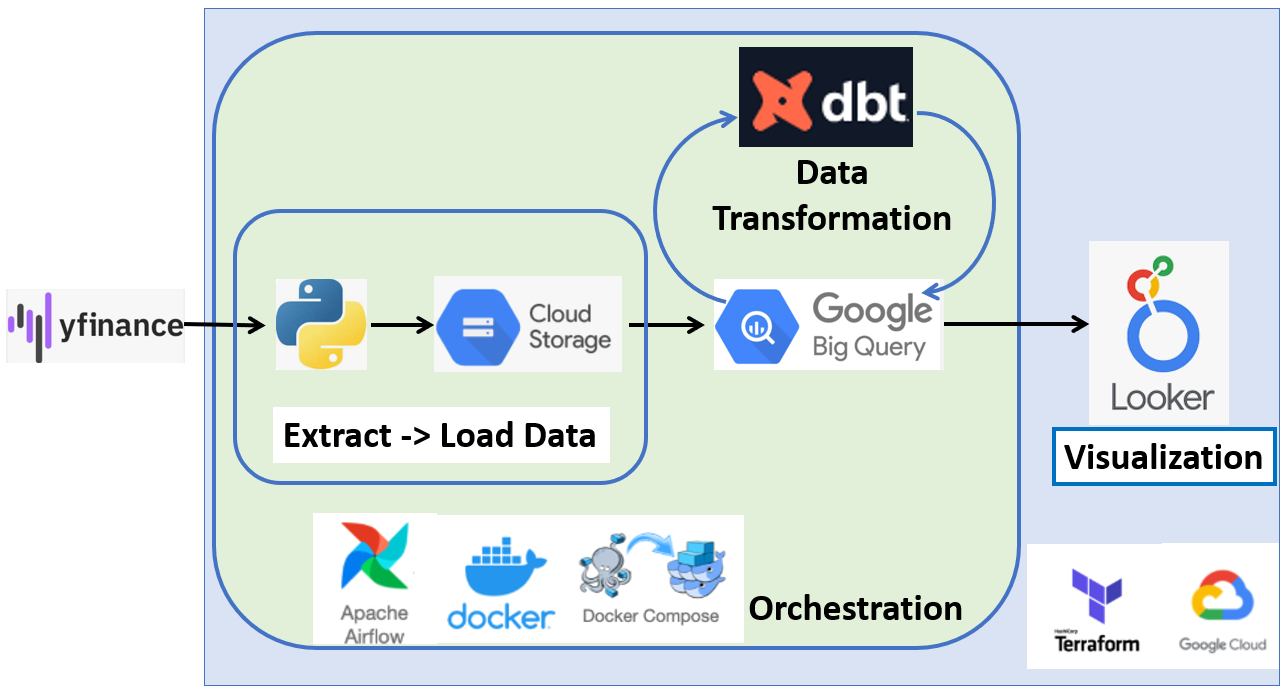 dbt
Data
Transformation
yfinance
Cloud
Storage
Google
Big Query
Looker
Extract -> Load Data
Visualization
Apache
Airflow
docker
Docker Compose
Orchestration
HashiCorp
Terraform
Google Cloud